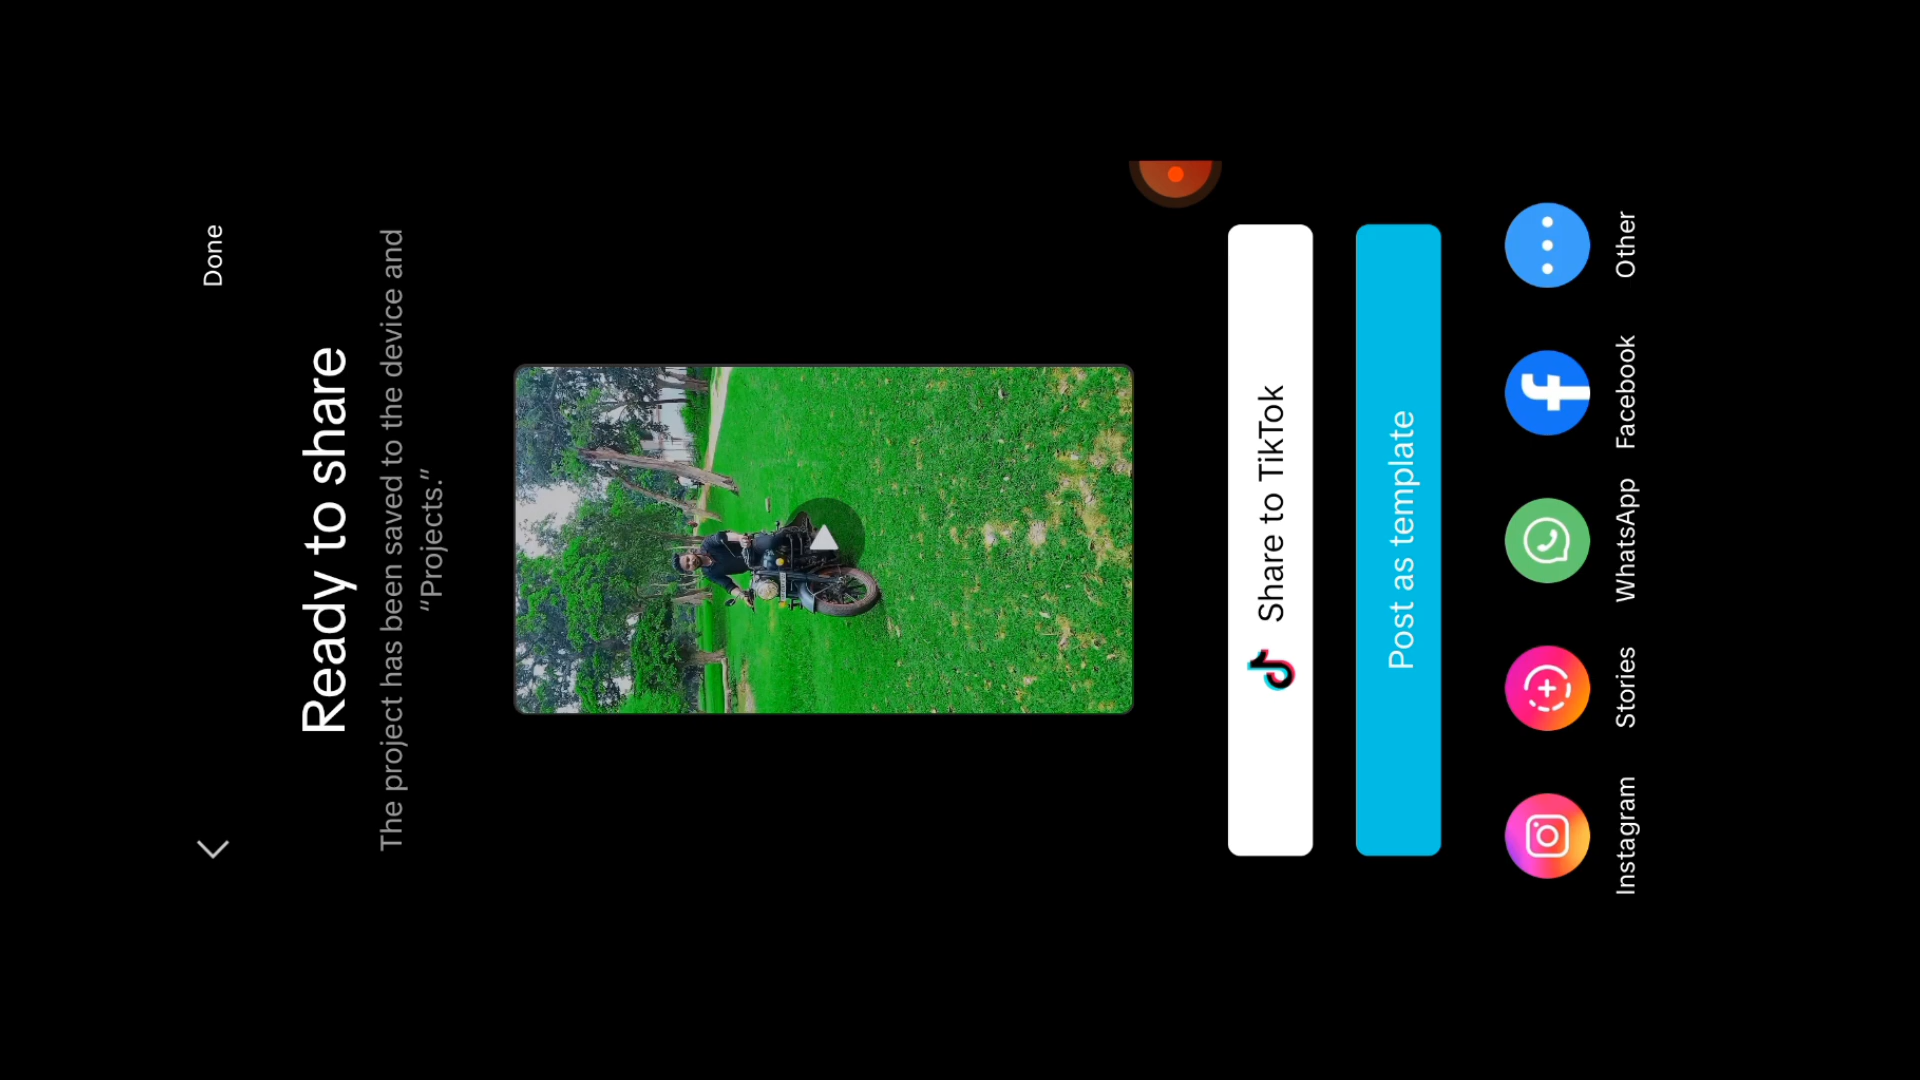 Done
Ready to share
The project has been saved to the device and
“Projects.”
Share to TikTok
Post as template
Instagram
Stories
WhatsApp
Facebook
Other